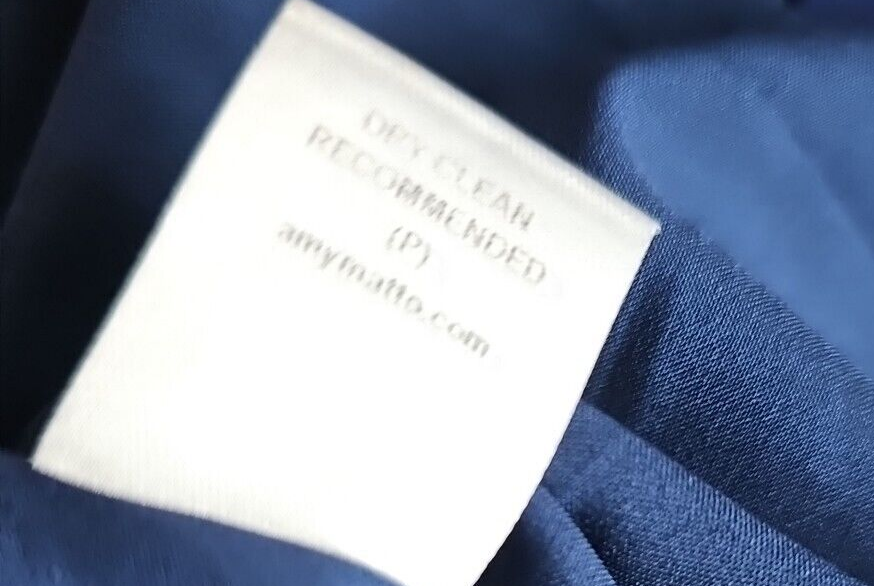 DRY CLEAN
RECOMMENDED
(P)
amymatto.com